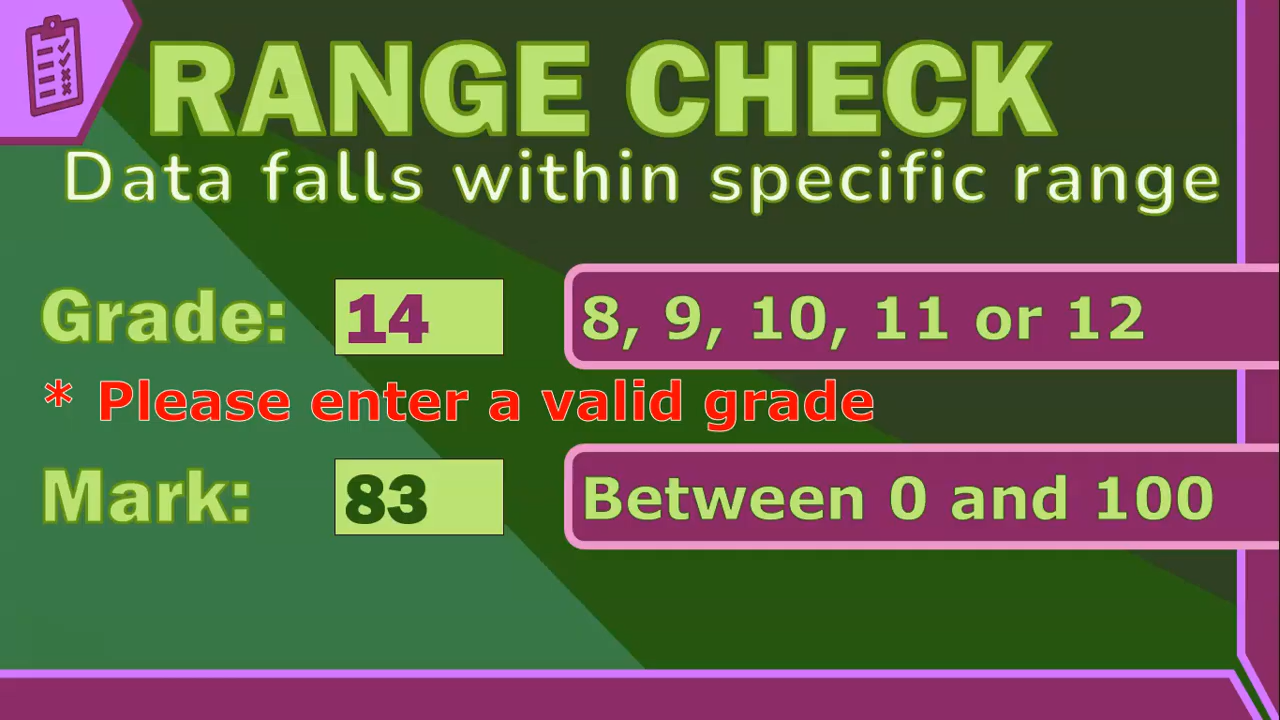 RANGE CHECK
Data falls within specific range
Grade: 14 8, 9, 10, 11 or 12
* Please enter a valid grade
Mark: 83 Between 0 and 100